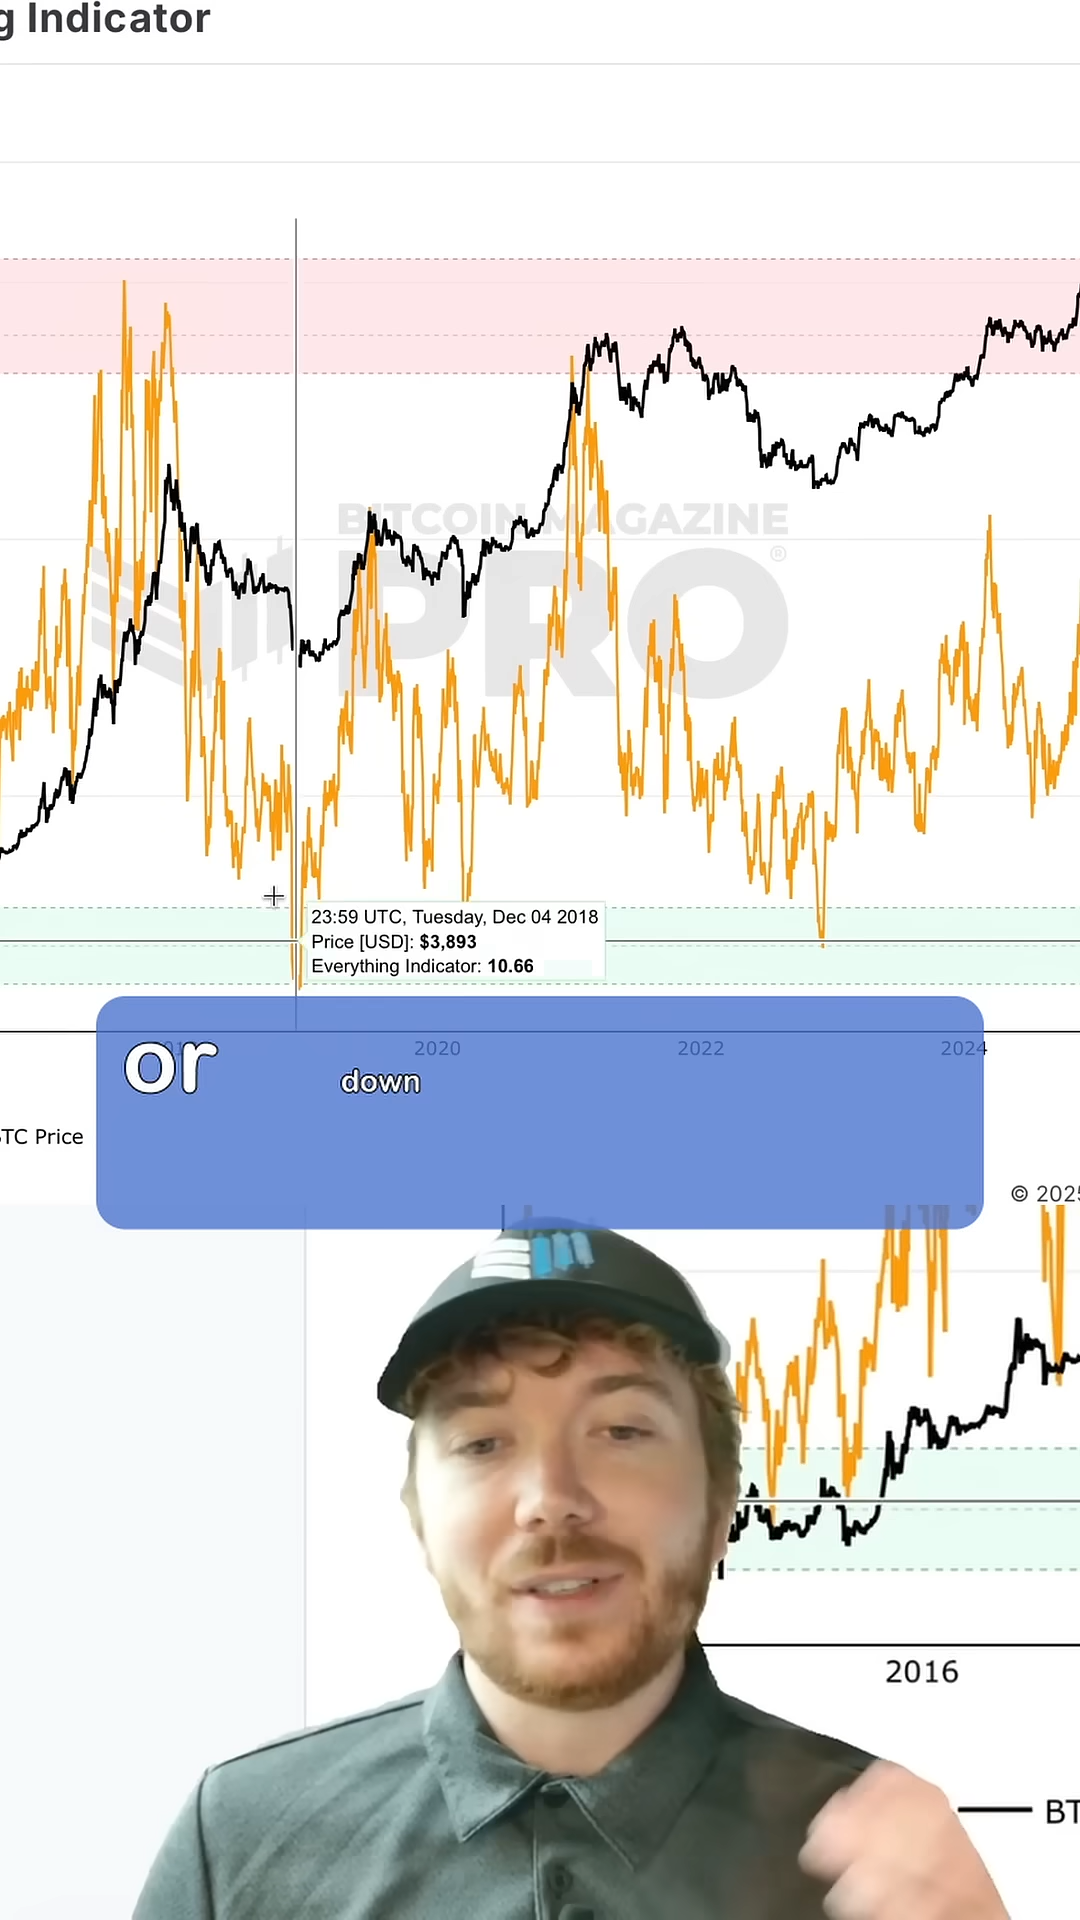 g Indicator
BITCOIN MAGAZINE
PRO®
23:59 UTC, Tuesday, Dec 04 2018
Price [USD]: $3,893
Everything Indicator: 10.66
2020
2022
2024
or down
TC Price
© 2025
2016
BT